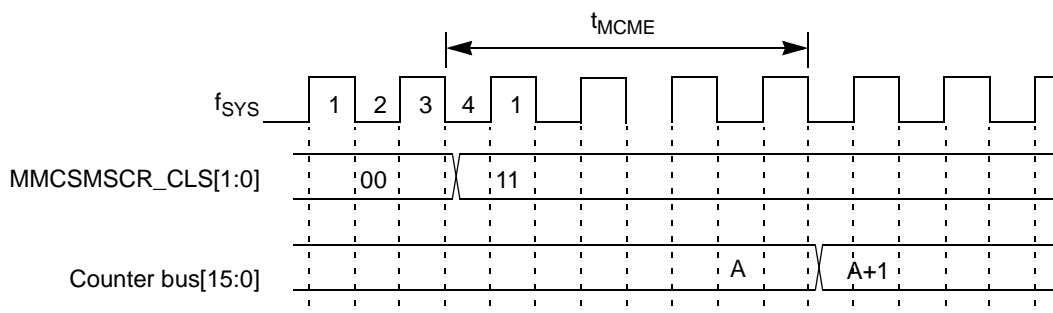 tMCME
fSYS 1 2 3 4 1
MMCSMSCR_CLS[1:0] 00 11
Counter bus[15:0] A A+1